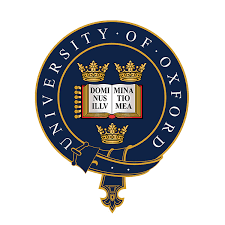 UNIVERSITY·OF·OXFORD
DOMI MINA
NUS TIO
ILLV MEA